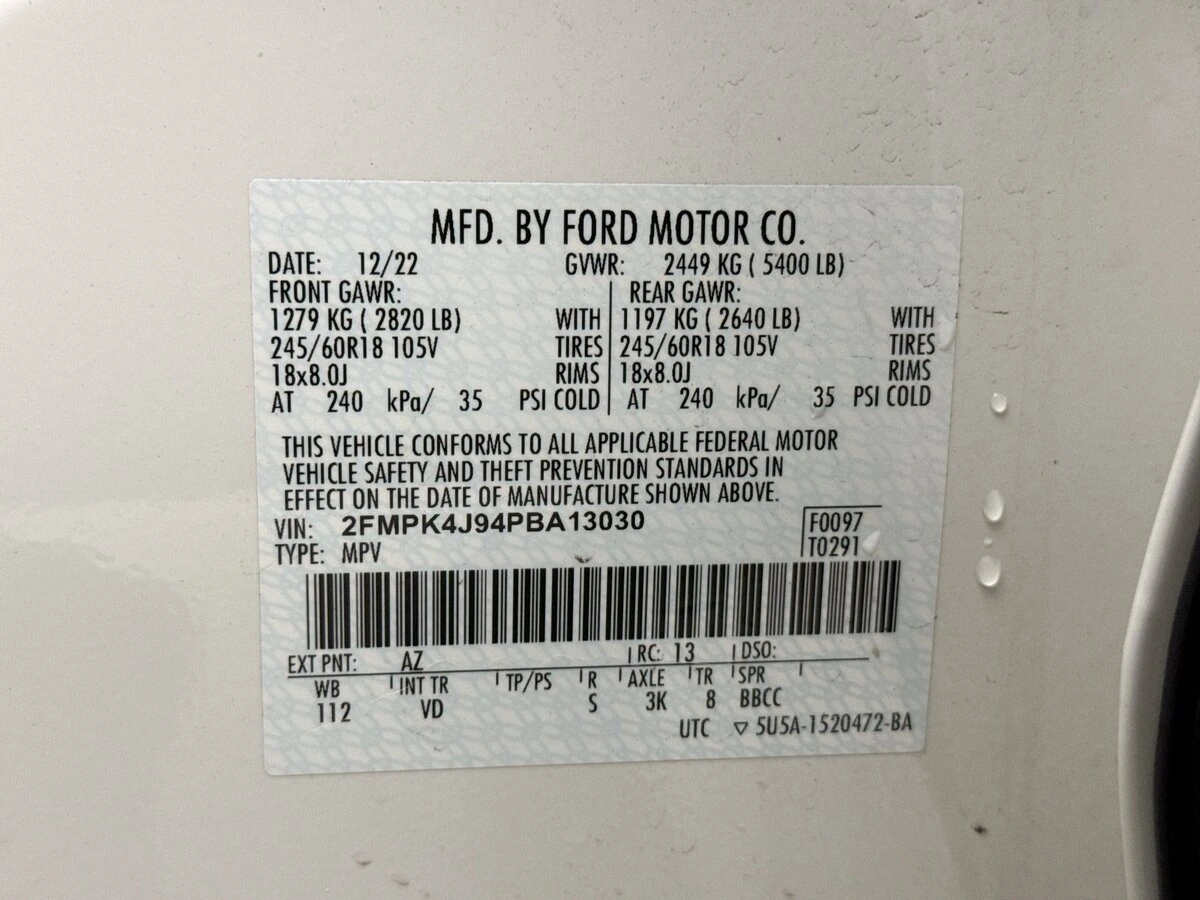 MFD. BY FORD MOTOR CO.
DATE: 12/22 GVWR: 2449 KG ( 5400 LB)
FRONT GAWR: REAR GAWR:
1279 KG ( 2820 LB) WITH 1197 KG ( 2640 LB) WITH
245/60R18 105V TIRES 245/60R18 105V TIRES
18x8.0J RIMS 18x8.0J RIMS
AT 240 kPa/ 35 PSI COLD AT 240 kPa/ 35 PSI COLD
THIS VEHICLE CONFORMS TO ALL APPLICABLE FEDERAL MOTOR
VEHICLE SAFETY AND THEFT PREVENTION STANDARDS IN
EFFECT ON THE DATE OF MANUFACTURE SHOWN ABOVE.
VIN: 2FMPK4J94PBA13030 F0097
TYPE: MPV T0291
EXT PNT: AZ RC: 13 DSO:
WB INT TR TP/PS R AXLE TR SPR
112 VD S 3K 8 BBCC
UTC ▽ 5U5A-1520472-BA